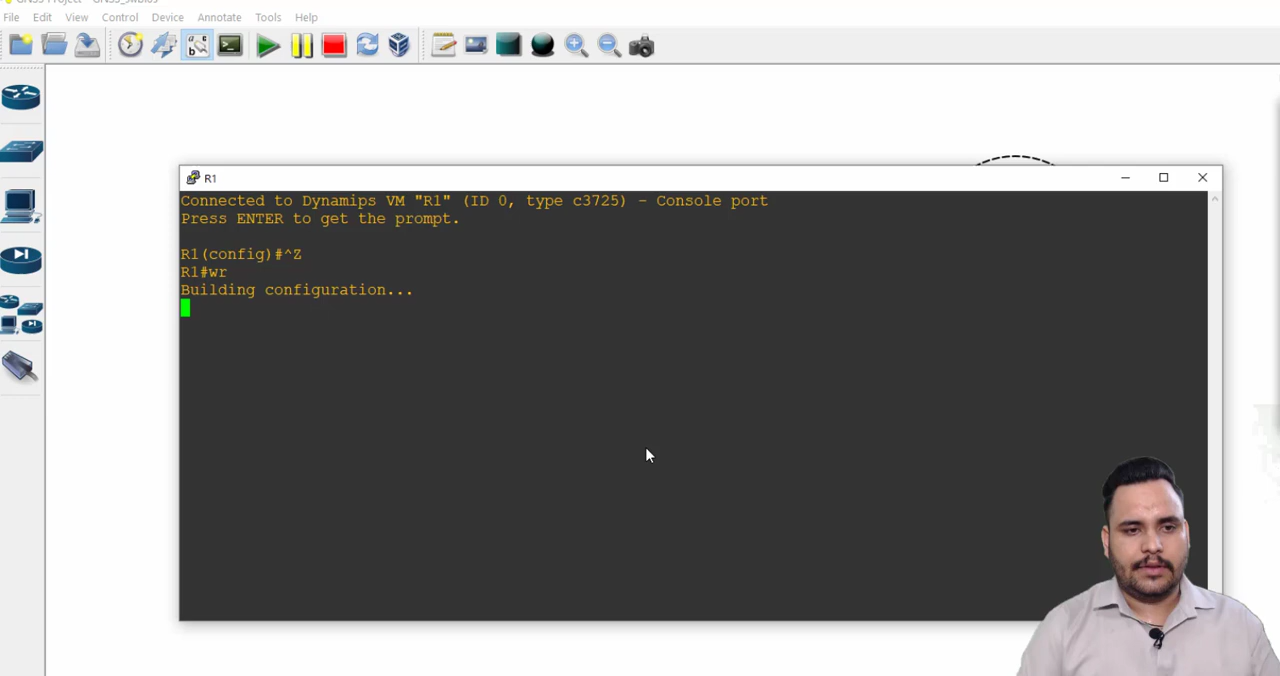 File Edit View Control Device Annotate Tools Help
R1
Connected to Dynamips VM "R1" (ID 0, type c3725) - Console port
Press ENTER to get the prompt.
R1(config)#^Z
R1#wr
Building configuration...